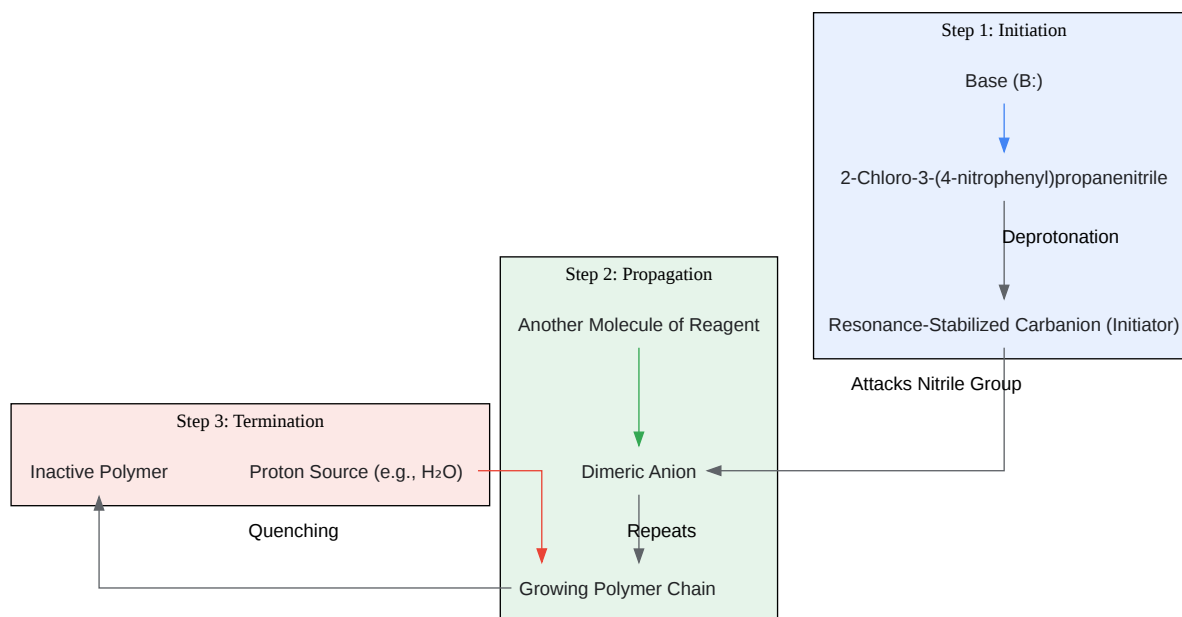 Step 1: Initiation
Base (B:)
2-Chloro-3-(4-nitrophenyl)propanenitrile
Deprotonation
Resonance-Stabilized Carbanion (Initiator)
Attacks Nitrile Group
Step 2: Propagation
Another Molecule of Reagent
Dimeric Anion
Repeats
Growing Polymer Chain
Step 3: Termination
Inactive Polymer
Proton Source (e.g., H₂O)
Quenching